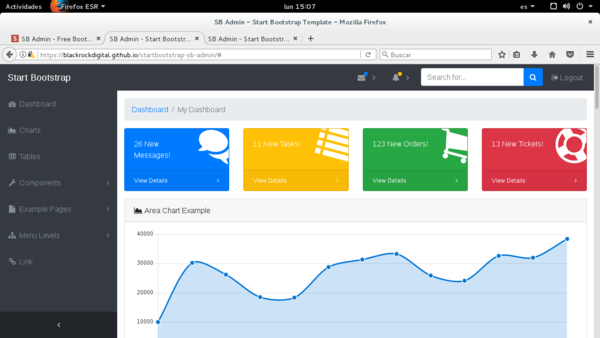 Actividades Firefox ESR lun 15:07 es
SB Admin - Start Bootstrap Template - Mozilla Firefox
SB Admin - Free Boot… SB Admin - Start Bootst… SB Admin - Start Bootst…
https://blackrockdigital.github.io/startbootstrap-sb-admin/# Buscar
Start Bootstrap Search for... Logout
Dashboard
Charts
Tables
Components
Example Pages
Menu Levels
Link
Dashboard / My Dashboard
26 New Messages!
View Details
11 New Tasks!
View Details
123 New Orders!
View Details
13 New Tickets!
View Details
Area Chart Example
40000
30000
20000
10000